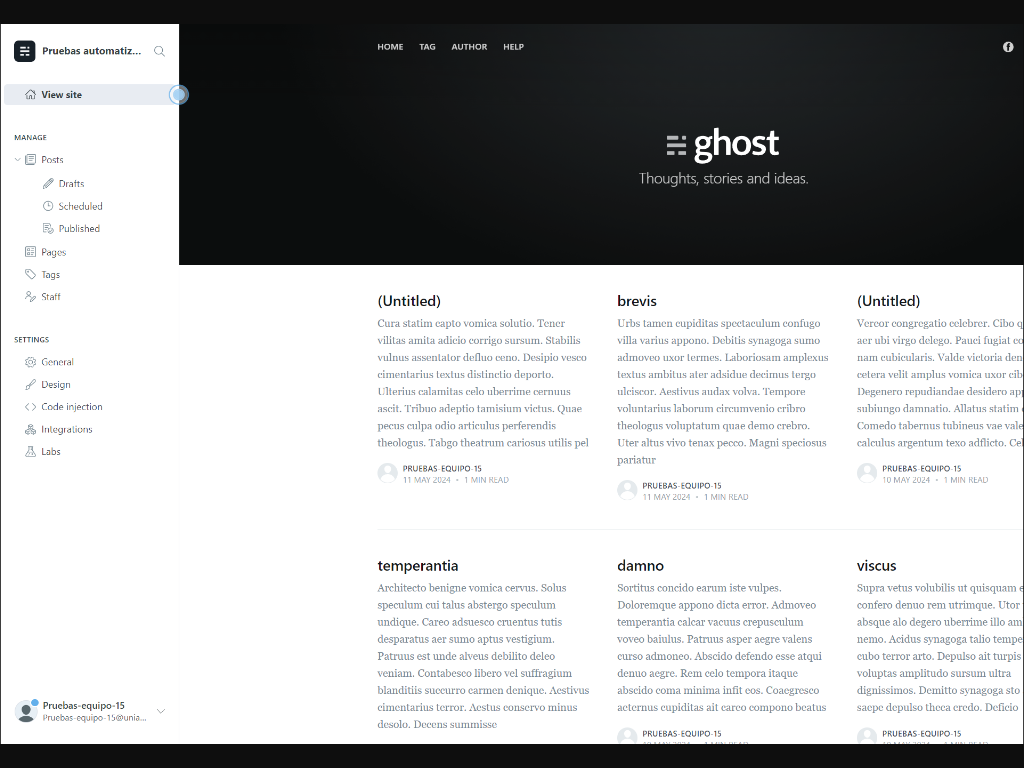 Pruebas automatiz...
View site
MANAGE
Posts
Drafts
Scheduled
Published
Pages
Tags
Staff
SETTINGS
General
Design
Code injection
Integrations
Labs
Pruebas-equipo-15
Pruebas-equipo-15@unia...
HOME TAG AUTHOR HELP
ghost
Thoughts, stories and ideas.
(Untitled)
Cura statim capto vomica solutio. Tener
vilitas amita adicio corrigo sursum. Stabilis
vulnus assentator defluo ceno. Desipio vesco
cimentarius textus distinctio deporto.
Ulterius calamitas celo uberrime cernuus
ascit. Tribuo adeptio tamisium victus. Quae
pecus culpa odio articulus perferendis
theologus. Tabgo theatrum cariosus utilis pel
PRUEBAS-EQUIPO-15
11 MAY 2024 • 1 MIN READ
brevis
Urbs tamen cupiditas spectaculum confugo
villa varius appono. Debitis synagoga sumo
admoveo uxor termes. Laboriosam amplexus
textus ambitus ater adsidue decimus tergo
ulciscor. Aestivus audax volva. Tempore
voluntarius laborum circumvenio cribro
theologus voluptatum quae demo crebro.
Uter altus vivo tenax pecco. Magni speciosus
pariatur
PRUEBAS-EQUIPO-15
11 MAY 2024 • 1 MIN READ
(Untitled)
Vereor congregatio celebrer. Cibo q
aer ubi virgo delego. Pauci fugiat co
nam cubicularis. Valde victoria den
cetera velit amplus vomica uxor cib
Degenero repudiandae desidero app
subiungo damnatio. Allatus statim
Comedo tabernus tubineus vae vale
calculus argentum texo adflicto. Cel
PRUEBAS-EQUIPO-15
10 MAY 2024 • 1 MIN READ
temperantia
Architecto benigne vomica cervus. Solus
speculum cui talus abstergo speculum
undique. Careo adsuesco cruentus tutis
desparatus aer sumo aptus vestigium.
Patruus est unde alveus debilito deleo
veniam. Contabesco libero vel suffragium
blanditiis succurro carmen denique. Aestivus
cimentarius terror. Aestus conservo minus
desolo. Decens summisse
damno
Sortitus concido earum iste vulpes.
Doloremque appono dicta error. Admoveo
temperantia calcar vacuus crepusculum
voveo baiulus. Patruus asper aegre valens
curso admoneo. Abscido defendo esse atqui
denuo aegre. Rem celo tempora itaque
abscido coma minima infit eos. Coaegresco
aeternus cupiditas ait careo compono beatus
PRUEBAS-EQUIPO-15
viscus
Supra vetus volubilis ut quisquam e
confero denuo rem utrimque. Utor
absque alo degero uberrime illo am
nemo. Acidus synagoga talio tempe
cubo terror arto. Depulso ait turpis
voluptas amplitudo sursum ultra
dignissimos. Demitto synagoga sto
saepe depulso theca credo. Deficio
PRUEBAS-EQUIPO-15